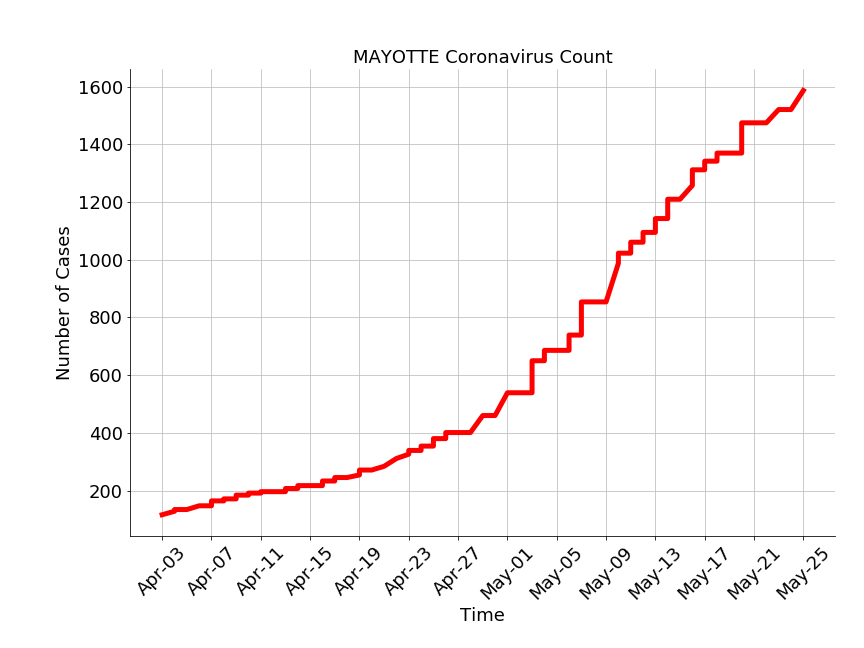 MAYOTTE Coronavirus Count
1600
1400
1200
1000
800
600
400
200
Number of Cases
Apr-03
Apr-07
Apr-11
Apr-15
Apr-19
Apr-23
Apr-27
May-01
May-05
May-09
May-13
May-17
May-21
May-25
Time